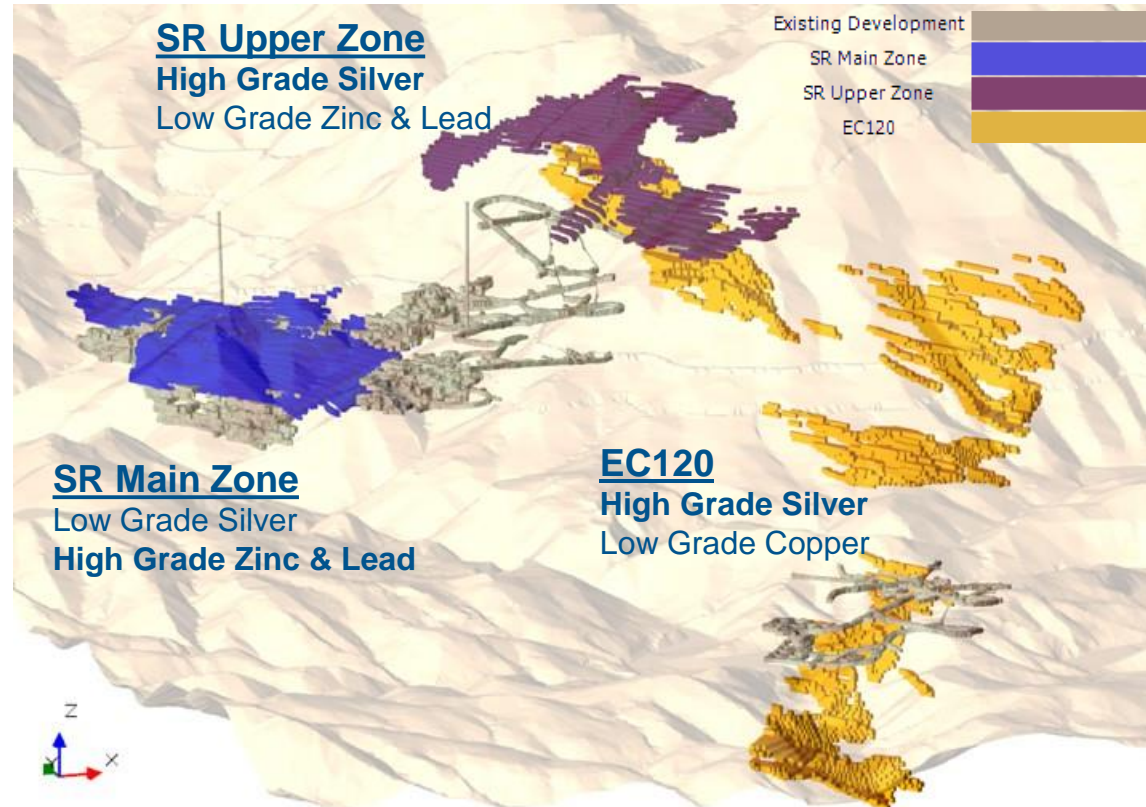 SR Upper Zone
High Grade Silver
Low Grade Zinc & Lead
Existing Development
SR Main Zone
SR Upper Zone
EC120
SR Main Zone
Low Grade Silver
High Grade Zinc & Lead
EC120
High Grade Silver
Low Grade Copper
Z
X